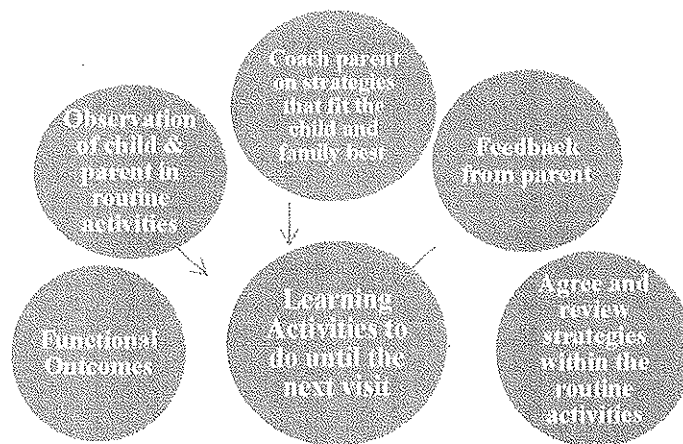 Coach parent
on strategies
that fit the
child and
family best
Observation
of child &
parent in
routine
activities
Feedback
from parent
Functional
Outcomes
Learning
Activities to
do until the
next visit
Agree and
review
strategies
within the
routine
activities